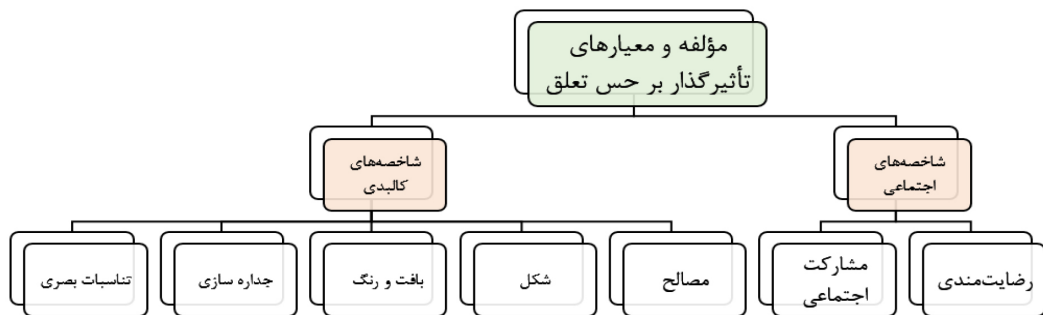 مؤلفه و معیارهای
تأثیرگذار بر حس تعلق
شاخصه‌های
اجتماعی
شاخصه‌های
کالبدی
رضایت‌مندی
مشارکت
اجتماعی
مصالح
شکل
بافت و رنگ
جداره سازی
تناسبات بصری